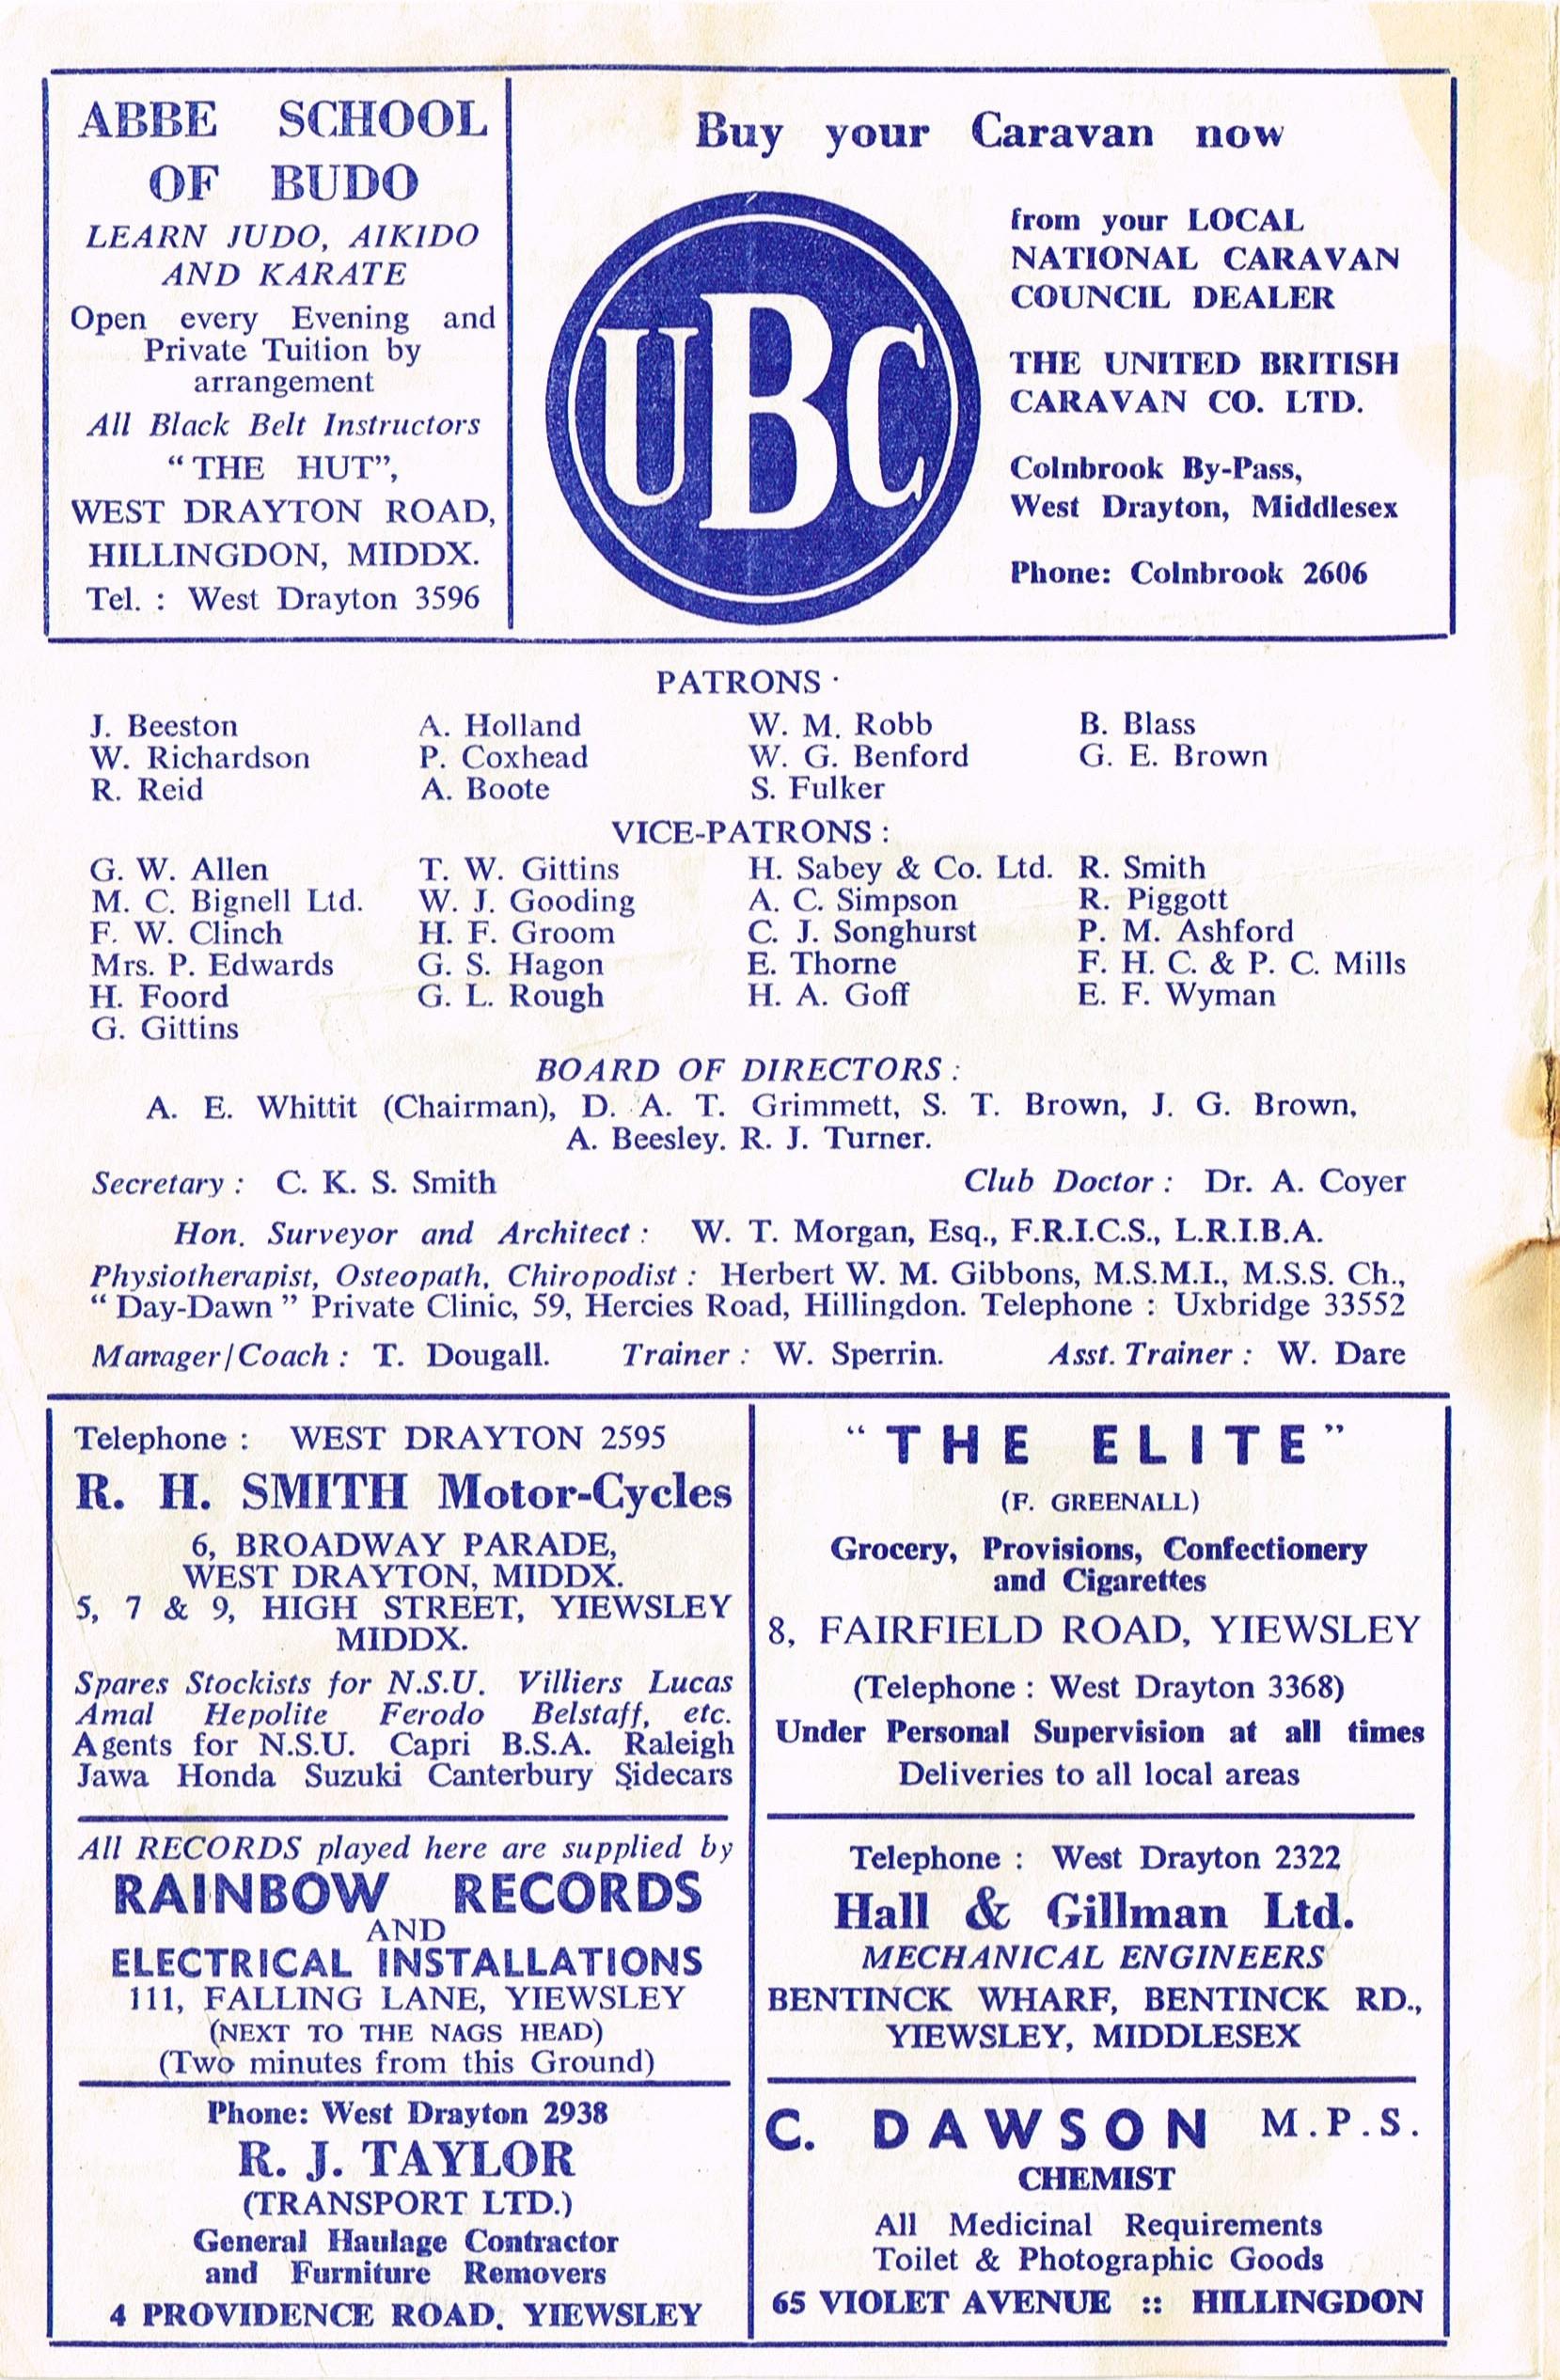 ABBE SCHOOL
OF BUDO
LEARN JUDO, AIKIDO
AND KARATE
Open every Evening and
Private Tuition by
arrangement
All Black Belt Instructors
"THE HUT",
WEST DRAYTON ROAD,
HILLINGDON, MIDDX.
Tel. : West Drayton 3596
Buy your Caravan now
UBC
from your LOCAL
NATIONAL CARAVAN
COUNCIL DEALER
THE UNITED BRITISH
CARAVAN CO. LTD.
Colnbrook By-Pass,
West Drayton, Middlesex
Phone: Colnbrook 2606
PATRONS ·
J. Beeston A. Holland W. M. Robb B. Blass
W. Richardson P. Coxhead W. G. Benford G. E. Brown
R. Reid A. Boote S. Fulker
VICE-PATRONS :
G. W. Allen T. W. Gittins H. Sabey & Co. Ltd. R. Smith
M. C. Bignell Ltd. W. J. Gooding A. C. Simpson R. Piggott
F. W. Clinch H. F. Groom C. J. Songhurst P. M. Ashford
Mrs. P. Edwards G. S. Hagon E. Thorne F. H. C. & P. C. Mills
H. Foord G. L. Rough H. A. Goff E. F. Wyman
G. Gittins
BOARD OF DIRECTORS :
A. E. Whittit (Chairman), D. A. T. Grimmett, S. T. Brown, J. G. Brown,
A. Beesley. R. J. Turner.
Secretary : C. K. S. Smith Club Doctor : Dr. A. Coyer
Hon. Surveyor and Architect : W. T. Morgan, Esq., F.R.I.C.S., L.R.I.B.A.
Physiotherapist, Osteopath, Chiropodist : Herbert W. M. Gibbons, M.S.M.I., M.S.S. Ch.,
" Day-Dawn " Private Clinic, 59, Hercies Road, Hillingdon. Telephone : Uxbridge 33552
Manager/Coach : T. Dougall. Trainer : W. Sperrin. Asst. Trainer : W. Dare
Telephone : WEST DRAYTON 2595
R. H. SMITH Motor-Cycles
6, BROADWAY PARADE,
WEST DRAYTON, MIDDX.
5, 7 & 9, HIGH STREET, YIEWSLEY
MIDDX.
Spares Stockists for N.S.U. Villiers Lucas
Amal Hepolite Ferodo Belstaff, etc.
Agents for N.S.U. Capri B.S.A. Raleigh
Jawa Honda Suzuki Canterbury Sidecars
All RECORDS played here are supplied by
RAINBOW RECORDS
AND
ELECTRICAL INSTALLATIONS
111, FALLING LANE, YIEWSLEY
(NEXT TO THE NAGS HEAD)
(Two minutes from this Ground)
Phone: West Drayton 2938
R. J. TAYLOR
(TRANSPORT LTD.)
General Haulage Contractor
and Furniture Removers
4 PROVIDENCE ROAD. YIEWSLEY
"THE ELITE"
(F. GREENALL)
Grocery, Provisions, Confectionery
and Cigarettes
8, FAIRFIELD ROAD, YIEWSLEY
(Telephone : West Drayton 3368)
Under Personal Supervision at all times
Deliveries to all local areas
Telephone : West Drayton 2322
Hall & Gillman Ltd.
MECHANICAL ENGINEERS
BENTINCK WHARF, BENTINCK RD.,
YIEWSLEY, MIDDLESEX
C. DAWSON M.P.S.
CHEMIST
All Medicinal Requirements
Toilet & Photographic Goods
65 VIOLET AVENUE :: HILLINGDON